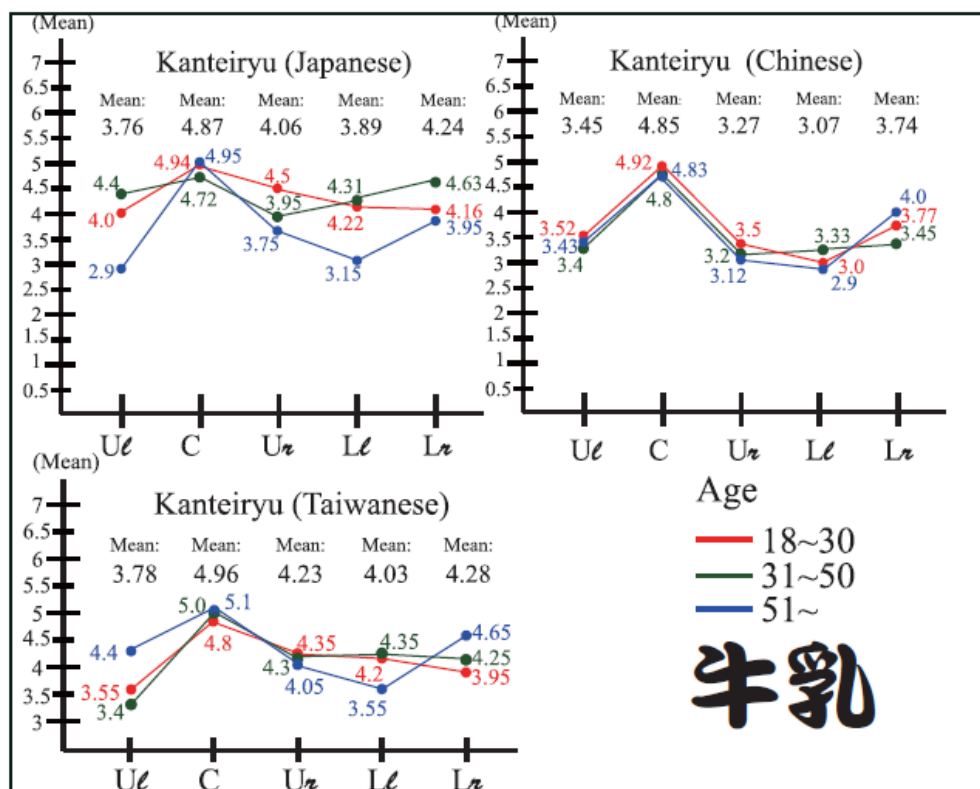 (Mean)
Kanteiryu (Japanese)
Mean: Mean: Mean: Mean: Mean:
3.76 4.87 4.06 3.89 4.24
7
6.5
6
5.5
5
4.5
4
3.5
3
2.5
2
1.5
1
0.5
4.0 4.94 4.5 4.22 4.16
4.4 4.72 3.95 4.31 4.63
2.9 4.95 3.75 3.15 3.95
Ul C Ur Ll Lr
Kanteiryu (Chinese)
Mean: Mean: Mean: Mean: Mean:
3.45 4.85 3.27 3.07 3.74
7
6.5
6
5.5
5
4.5
4
3.5
3
2.5
2
1.5
1
0.5
3.52 4.92 3.5 3.0 3.77
3.4 4.8 3.2 3.33 3.45
3.43 4.83 3.12 2.9 4.0
Ul C Ur Ll Lr
(Mean)
Kanteiryu (Taiwanese)
Mean: Mean: Mean: Mean: Mean:
3.78 4.96 4.23 4.03 4.28
7
6.5
6
5.5
5
4.5
4
3.5
3
3.55 4.8 4.35 4.2 3.95
3.4 5.0 4.3 4.35 4.25
4.4 5.1 4.05 3.55 4.65
Ul C Ur Ll Lr
Age
18~30
31~50
51~
牛乳